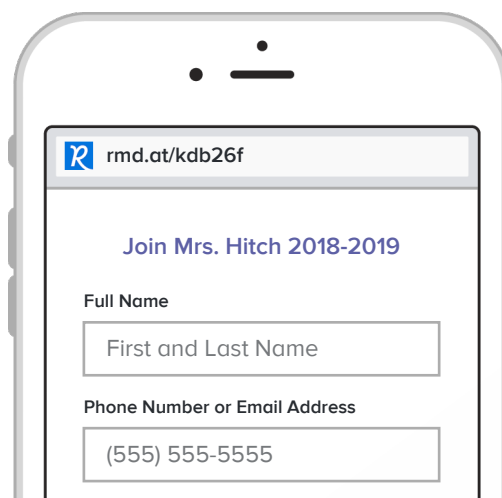 rmd.at/kdb26f
Join Mrs. Hitch 2018-2019
Full Name
First and Last Name
Phone Number or Email Address
(555) 555-5555